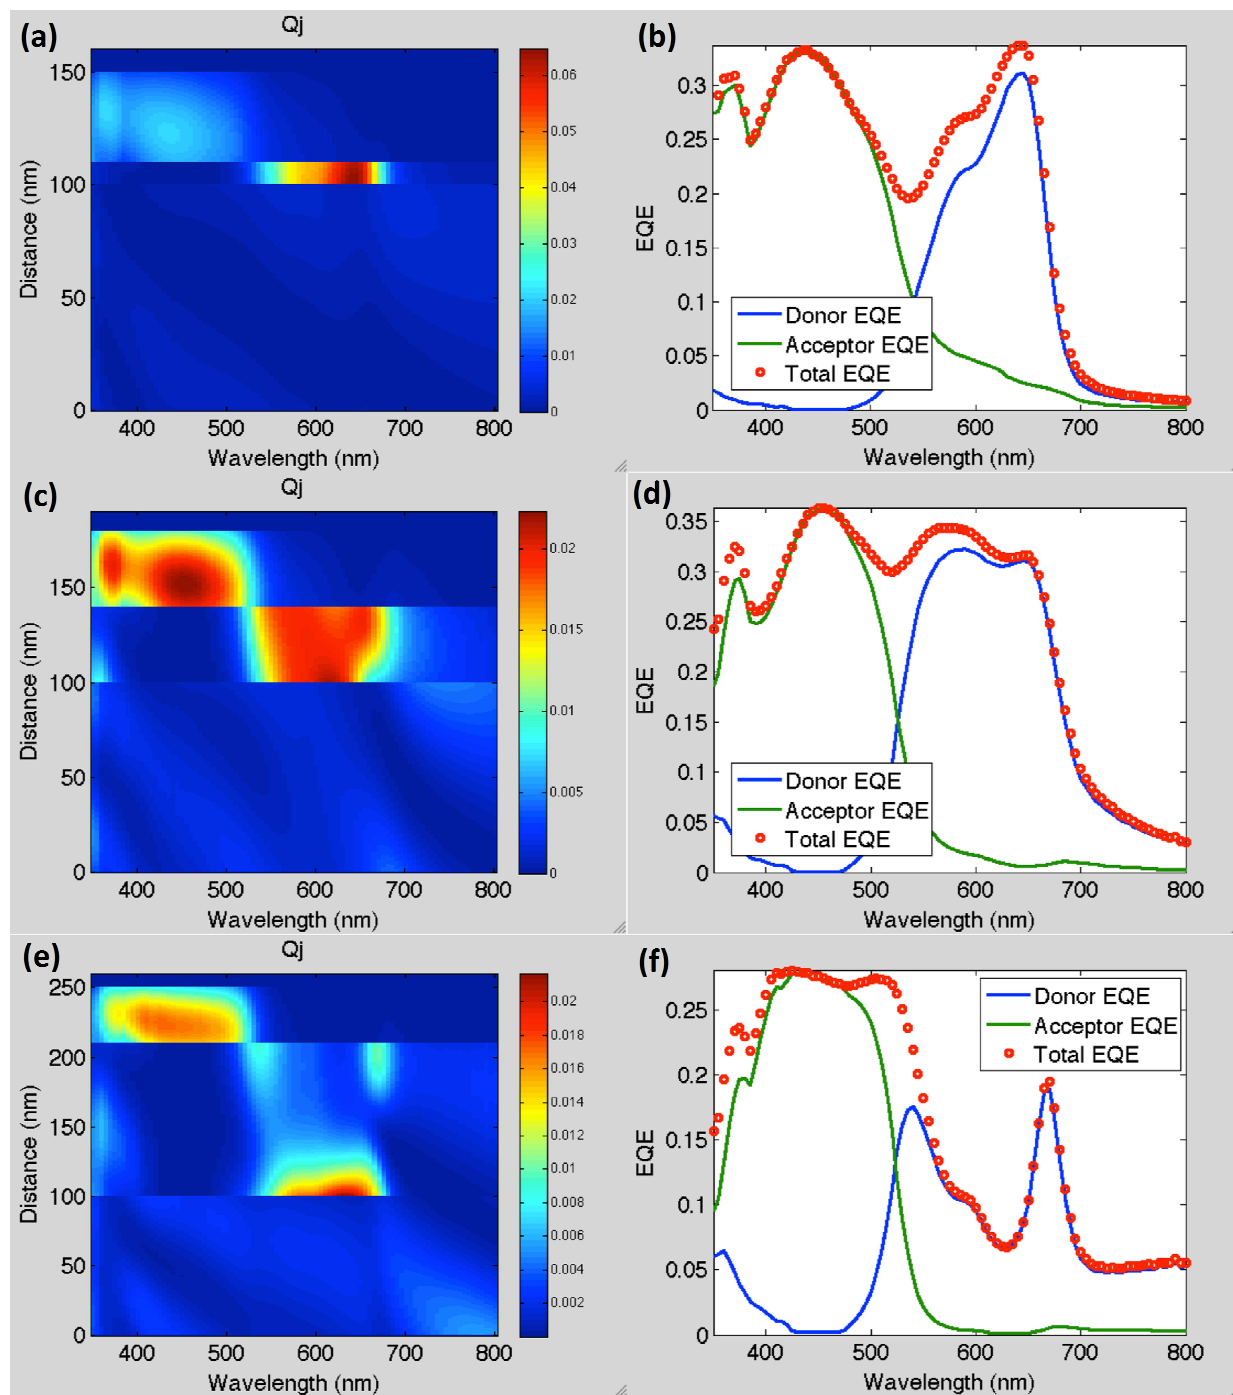 (a)
Qj
Distance (nm)
150
100
50
0
400 500 600 700 800
Wavelength (nm)
0.06
0.05
0.04
0.03
0.02
0.01
0
(b)
EQE
0.3
0.25
0.2
0.15
0.1
0.05
0
Donor EQE
Acceptor EQE
Total EQE
400 500 600 700 800
Wavelength (nm)
(c)
Qj
Distance (nm)
150
100
50
0
400 500 600 700 800
Wavelength (nm)
0.02
0.015
0.01
0.005
0
(d)
EQE
0.35
0.3
0.25
0.2
0.15
0.1
0.05
0
Donor EQE
Acceptor EQE
Total EQE
400 500 600 700 800
Wavelength (nm)
(e)
Qj
Distance (nm)
250
200
150
100
50
0
400 500 600 700 800
Wavelength (nm)
0.02
0.018
0.016
0.014
0.012
0.01
0.008
0.006
0.004
0.002
(f)
EQE
0.25
0.2
0.15
0.1
0.05
0
Donor EQE
Acceptor EQE
Total EQE
400 500 600 700 800
Wavelength (nm)